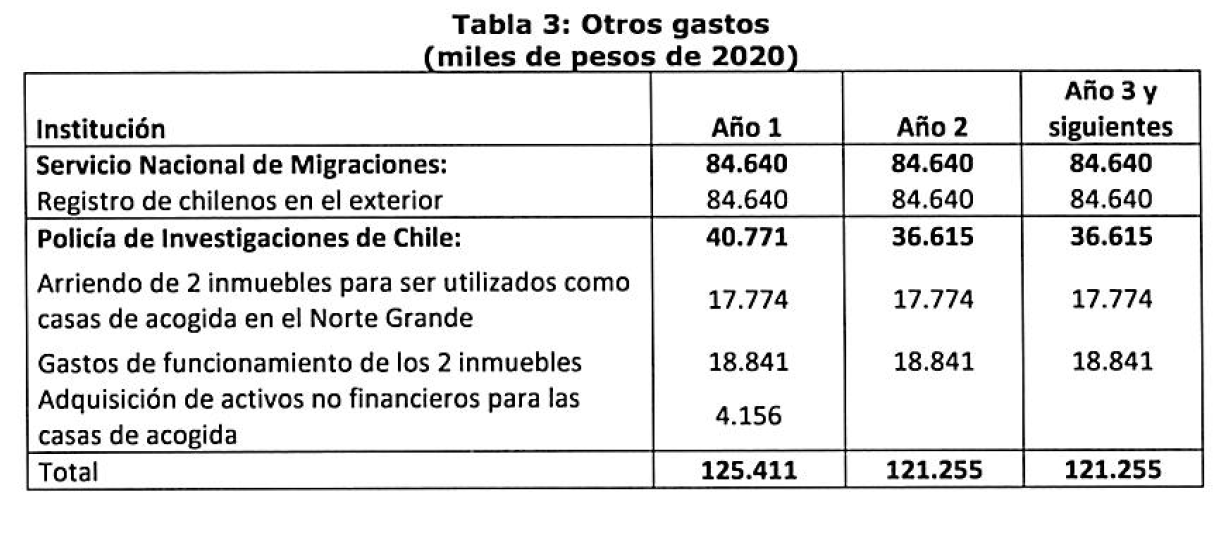 Tabla 3: Otros gastos
(miles de pesos de 2020)
Institución Año 1 Año 2 Año 3 y siguientes
Servicio Nacional de Migraciones: 84.640 84.640 84.640
Registro de chilenos en el exterior 84.640 84.640 84.640
Policía de Investigaciones de Chile: 40.771 36.615 36.615
Arriendo de 2 inmuebles para ser utilizados como
casas de acogida en el Norte Grande 17.774 17.774 17.774
Gastos de funcionamiento de los 2 inmuebles 18.841 18.841 18.841
Adquisición de activos no financieros para las
casas de acogida 4.156
Total 125.411 121.255 121.255